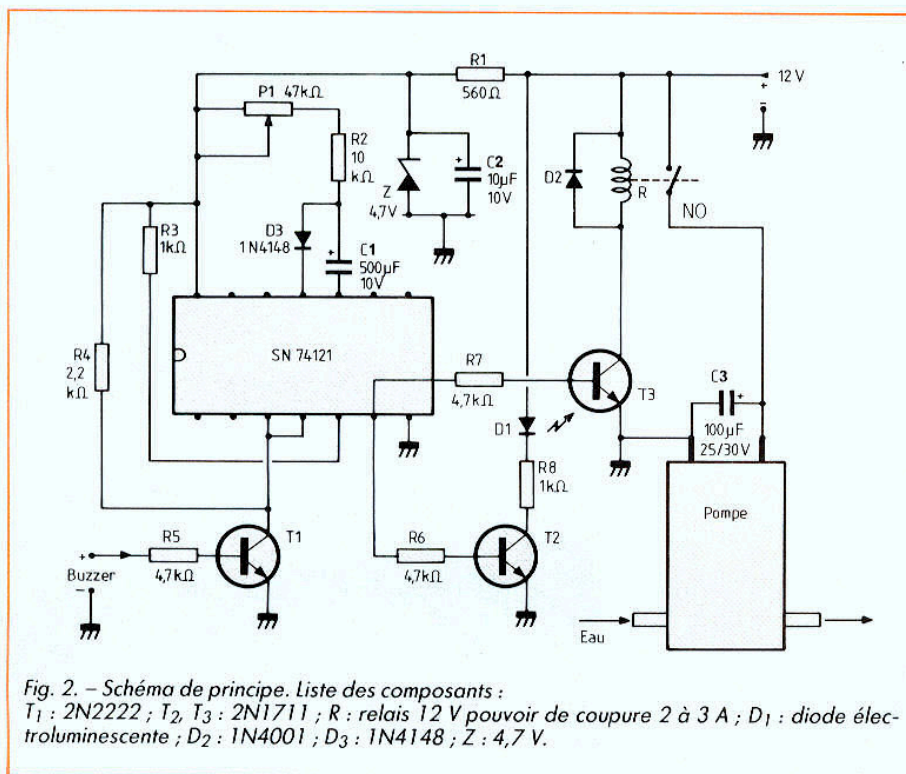 R1
560Ω
12 V
+
-
P1 47kΩ
R2
10
kΩ
+
C2
10µF
10V
Z
4,7V
D2
R
NO
R3
1kΩ
D3
1N4148
+
C1
500µF
10V
R4
2,2
kΩ
SN 74121
R7
4,7kΩ
T3
C3
+
100µF
25/30V
D1
R8
1kΩ
Pompe
R5
4,7kΩ
T1
R6
4,7kΩ
T2
+
Buzzer
-
Eau
Fig. 2. – Schéma de principe. Liste des composants :
T1 : 2N2222 ; T2, T3 : 2N1711 ; R : relais 12 V pouvoir de coupure 2 à 3 A ; D1 : diode élec-
troluminescente ; D2 : 1N4001 ; D3 : 1N4148 ; Z : 4,7 V.